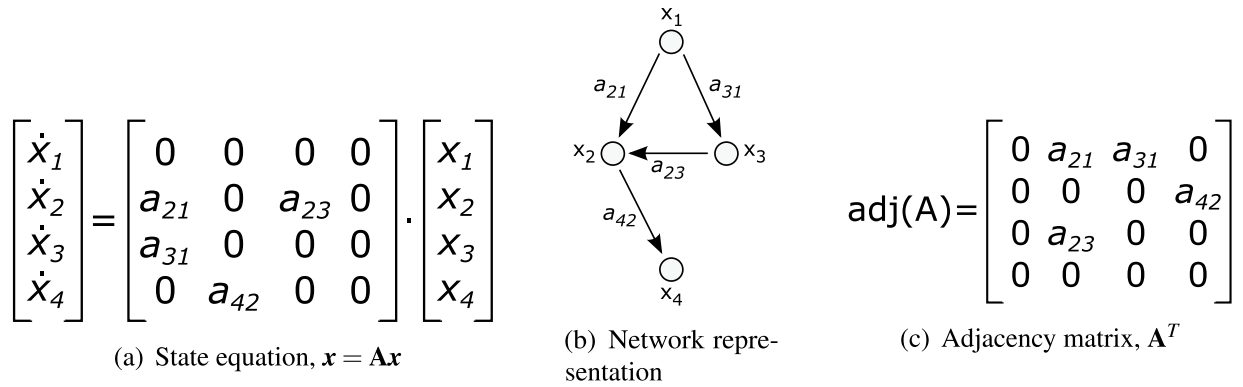 [ẋ₁ ẋ₂ ẋ₃ ẋ₄] = [0 0 0 0; a₂₁ 0 a₂₃ 0; a₃₁ 0 0 0; 0 a₄₂ 0 0] · [x₁ x₂ x₃ x₄]
(a) State equation, x = Ax
x₁
a₂₁ a₃₁
x₂ x₃
a₂₃
a₄₂
x₄
(b) Network repre-
sentation
adj(A)= [0 a₂₁ a₃₁ 0; 0 0 0 a₄₂; 0 a₂₃ 0 0; 0 0 0 0]
(c) Adjacency matrix, Aᵀ